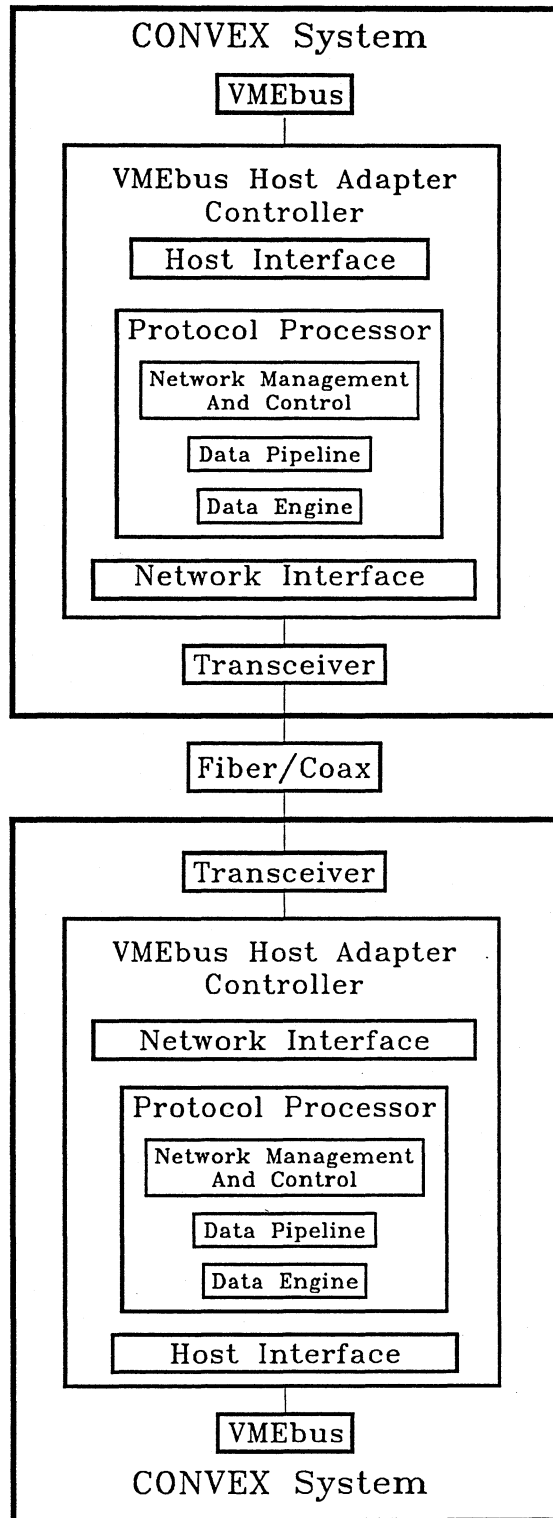 CONVEX System
VMEbus
VMEbus Host Adapter
Controller
Host Interface
Protocol Processor
Network Management
And Control
Data Pipeline
Data Engine
Network Interface
Transceiver
Fiber/Coax
Transceiver
VMEbus Host Adapter
Controller
Network Interface
Protocol Processor
Network Management
And Control
Data Pipeline
Data Engine
Host Interface
VMEbus
CONVEX System